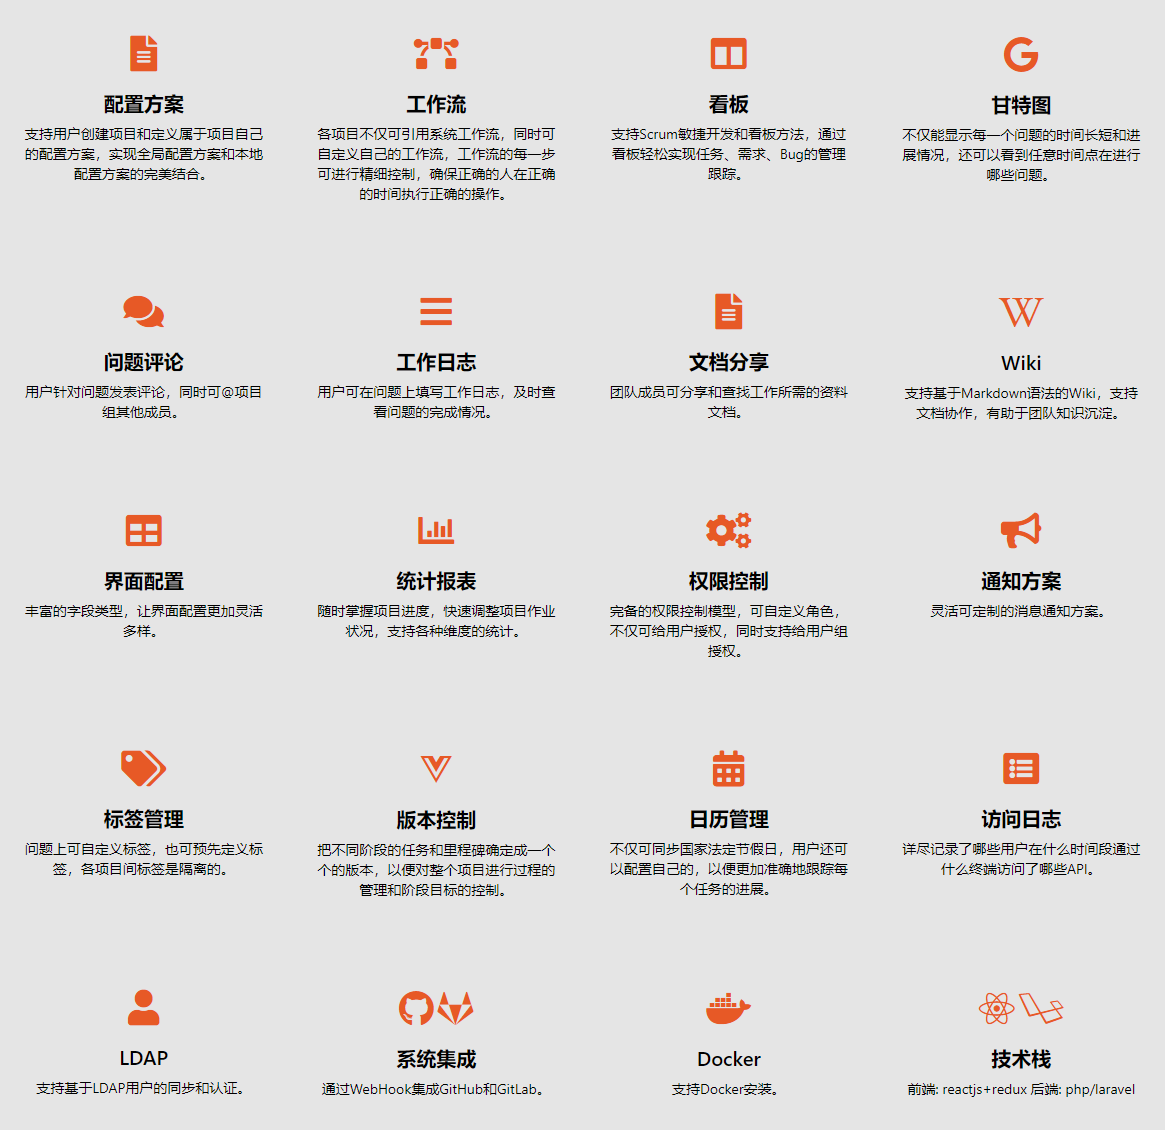 配置方案
支持用户创建项目和定义属于项目自己
的配置方案，实现全局配置方案和本地
配置方案的完美结合。
工作流
各项目不仅可引用系统工作流，同时可
自定义自己的工作流，工作流的每一步
可进行精细控制，确保正确的人在正确
的时间执行正确的操作。
看板
支持Scrum敏捷开发和看板方法，通过
看板轻松实现任务、需求、Bug的管理
跟踪。
甘特图
不仅能显示每一个问题的时间长短和进
展情况，还可以看到任意时间点在进行
哪些问题。
问题评论
用户针对问题发表评论，同时可@项目
组其他成员。
工作日志
用户可在问题上填写工作日志，及时查
看问题的完成情况。
文档分享
团队成员可分享和查找工作所需的资料
文档。
Wiki
支持基于Markdown语法的Wiki，支持
文档协作，有助于团队知识沉淀。
界面配置
丰富的字段类型，让界面配置更加灵活
多样。
统计报表
随时掌握项目进度，快速调整项目作业
状况，支持各种维度的统计。
权限控制
完备的权限控制模型，可自定义角色，
不仅可给用户授权，同时支持给用户组
授权。
通知方案
灵活可定制的消息通知方案。
标签管理
问题上可自定义标签，也可预先定义标
签，各项目间标签是隔离的。
版本控制
把不同阶段的任务和里程碑确定成一个
个的版本，以便对整个项目进行过程的
管理和阶段目标的控制。
日历管理
不仅可同步国家法定节假日，用户还可
以配置自己的，以便更加准确地跟踪每
个任务的进展。
访问日志
详尽记录了哪些用户在什么时间段通过
什么终端访问了哪些API。
LDAP
支持基于LDAP用户的同步和认证。
系统集成
通过WebHook集成GitHub和GitLab。
Docker
支持Docker安装。
技术栈
前端: reactjs+redux 后端: php/laravel